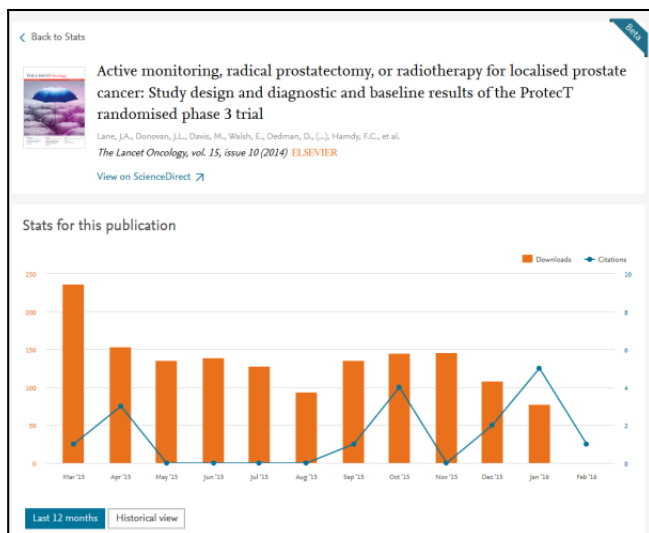 Back to Stats
Beta
THE LANCET Oncology
Active monitoring, radical prostatectomy, or radiotherapy for localised prostate
cancer: Study design and diagnostic and baseline results of the ProtecT
randomised phase 3 trial
Lane, J.A., Donovan, J.L., Davis, M., Walsh, E., Dedman, D., (...), Hamdy, F.C., et al.
The Lancet Oncology, vol. 15, issue 10 (2014) ELSEVIER
View on ScienceDirect
Stats for this publication
Downloads Citations
250 10
200 8
150 6
100 4
50 2
0 0
Mar '15 Apr '15 May '15 Jun '15 Jul '15 Aug '15 Sep '15 Oct '15 Nov '15 Dec '15 Jan '16 Feb '16
Last 12 months Historical view